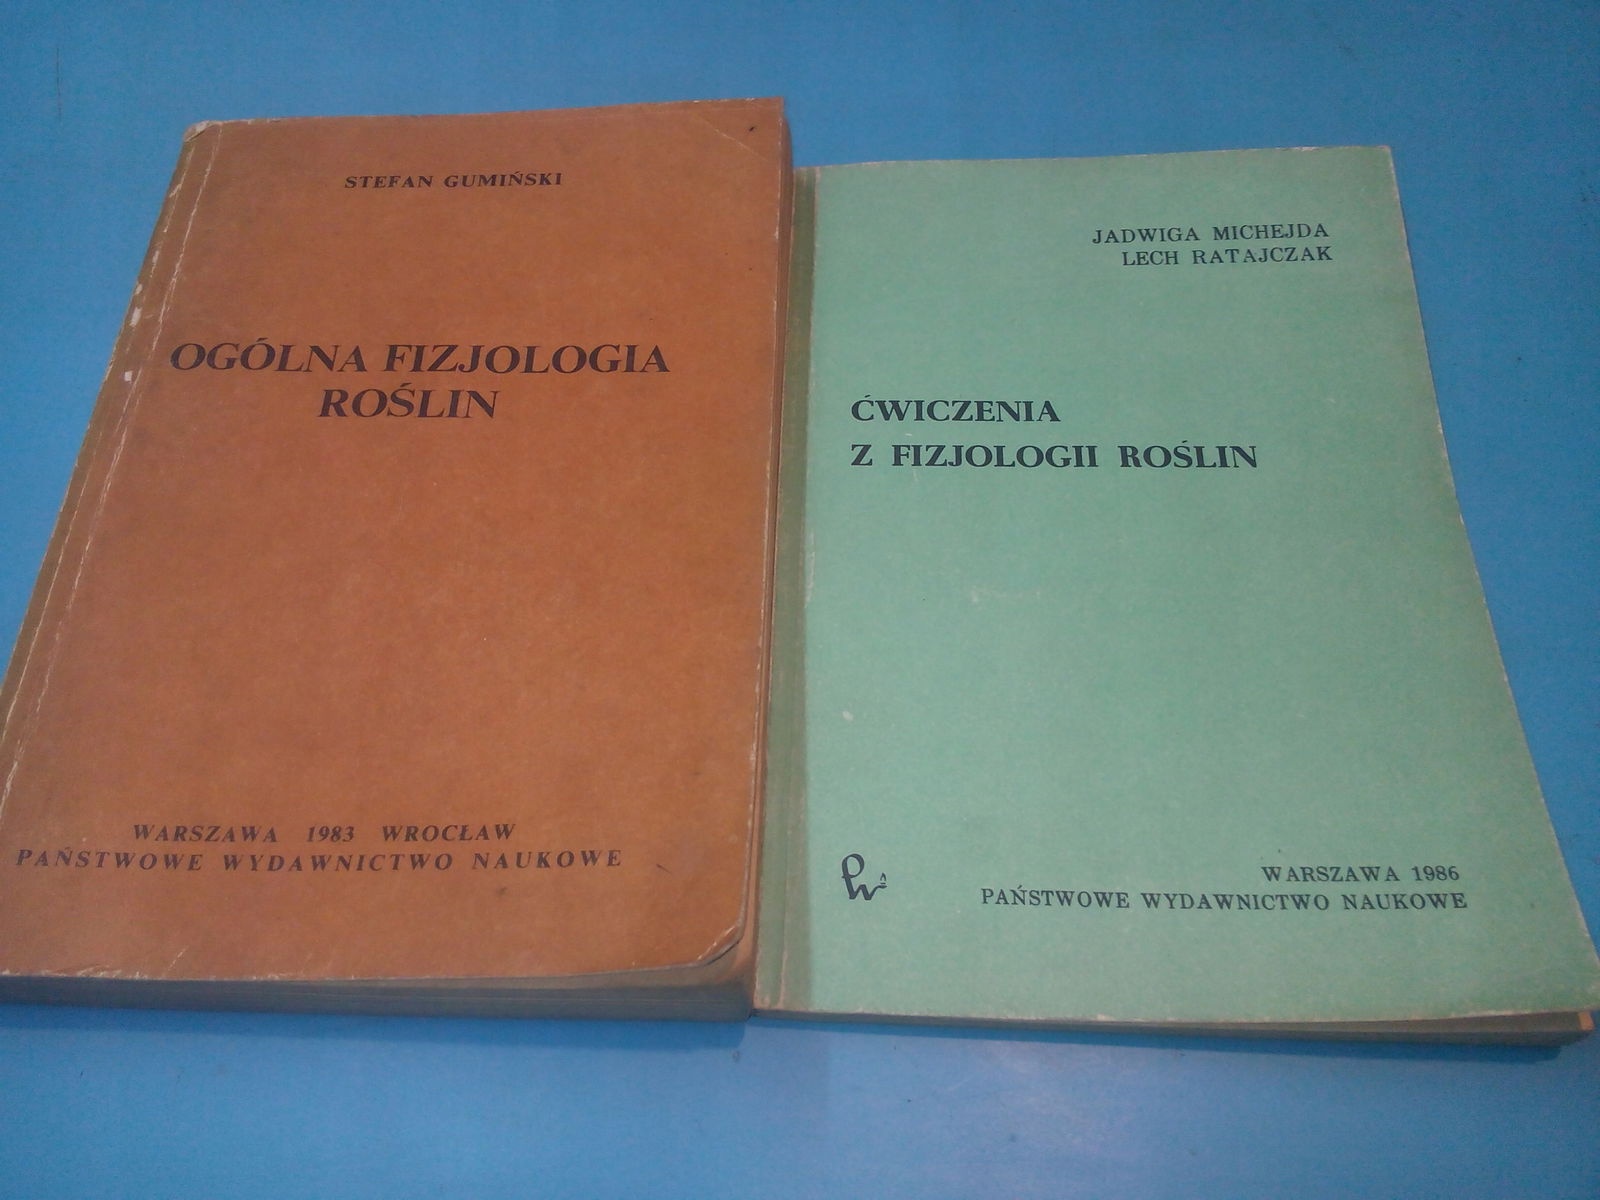 STEFAN GUMIŃSKI
OGÓLNA FIZJOLOGIA
ROŚLIN
WARSZAWA 1983 WROCŁAW
PAŃSTWOWE WYDAWNICTWO NAUKOWE
JADWIGA MICHEJDA
LECH RATAJCZAK
ĆWICZENIA
Z FIZJOLOGII ROŚLIN
WARSZAWA 1986
PAŃSTWOWE WYDAWNICTWO NAUKOWE